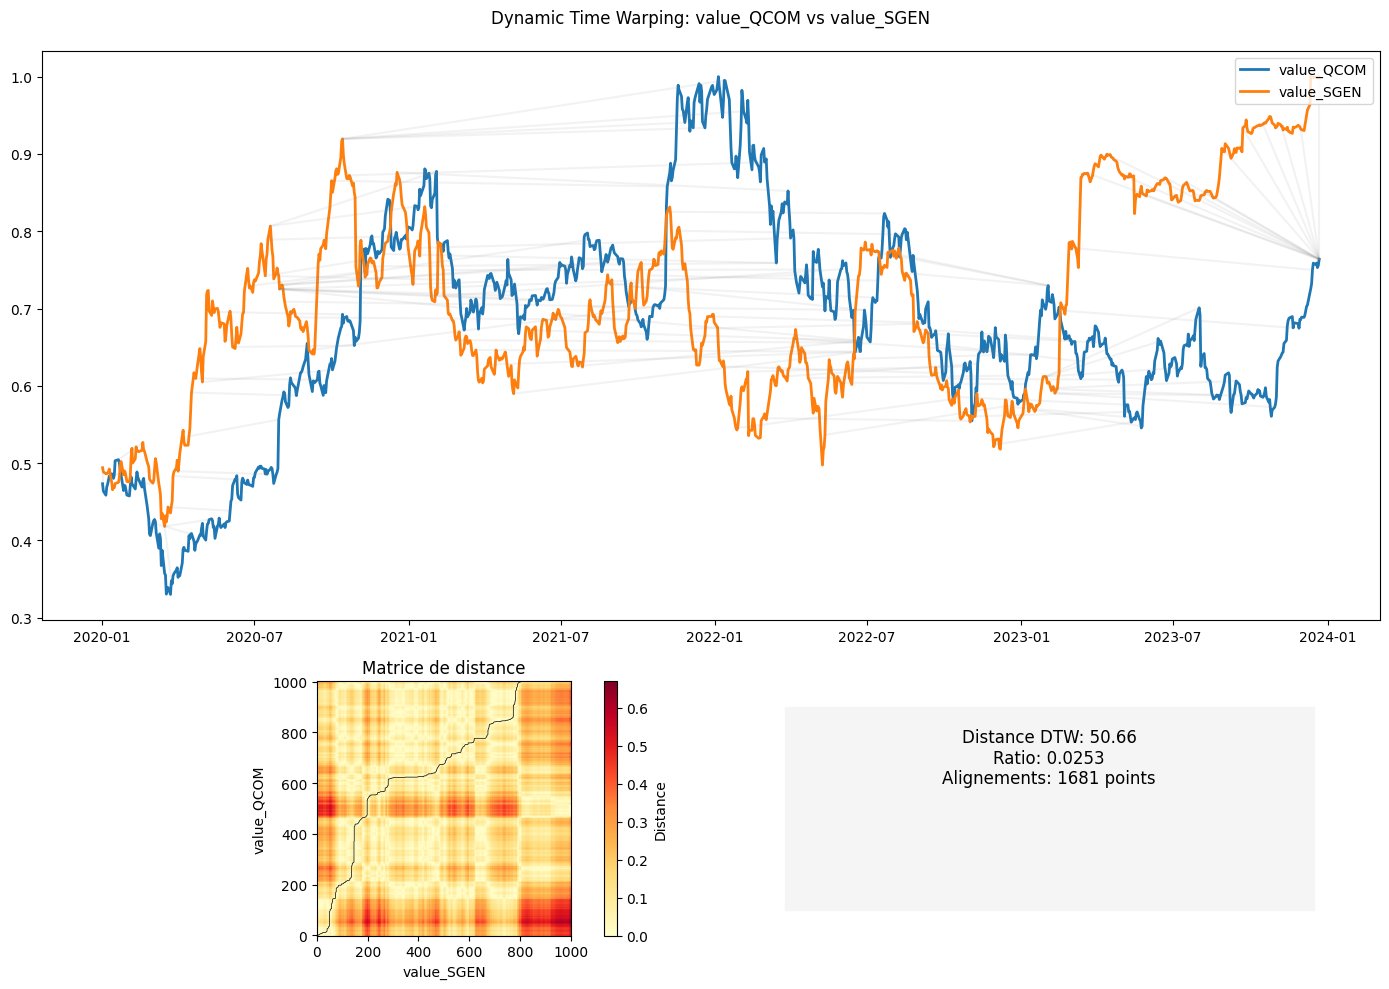 Dynamic Time Warping: value_QCOM vs value_SGEN
value_QCOM
value_SGEN
1.0
0.9
0.8
0.7
0.6
0.5
0.4
0.3
2020-01 2020-07 2021-01 2021-07 2022-01 2022-07 2023-01 2023-07 2024-01
Matrice de distance
value_QCOM
1000
800
600
400
200
0
0 200 400 600 800 1000
value_SGEN
0.6
0.5
0.4
0.3
0.2
0.1
0.0
Distance
Distance DTW: 50.66
Ratio: 0.0253
Alignements: 1681 points